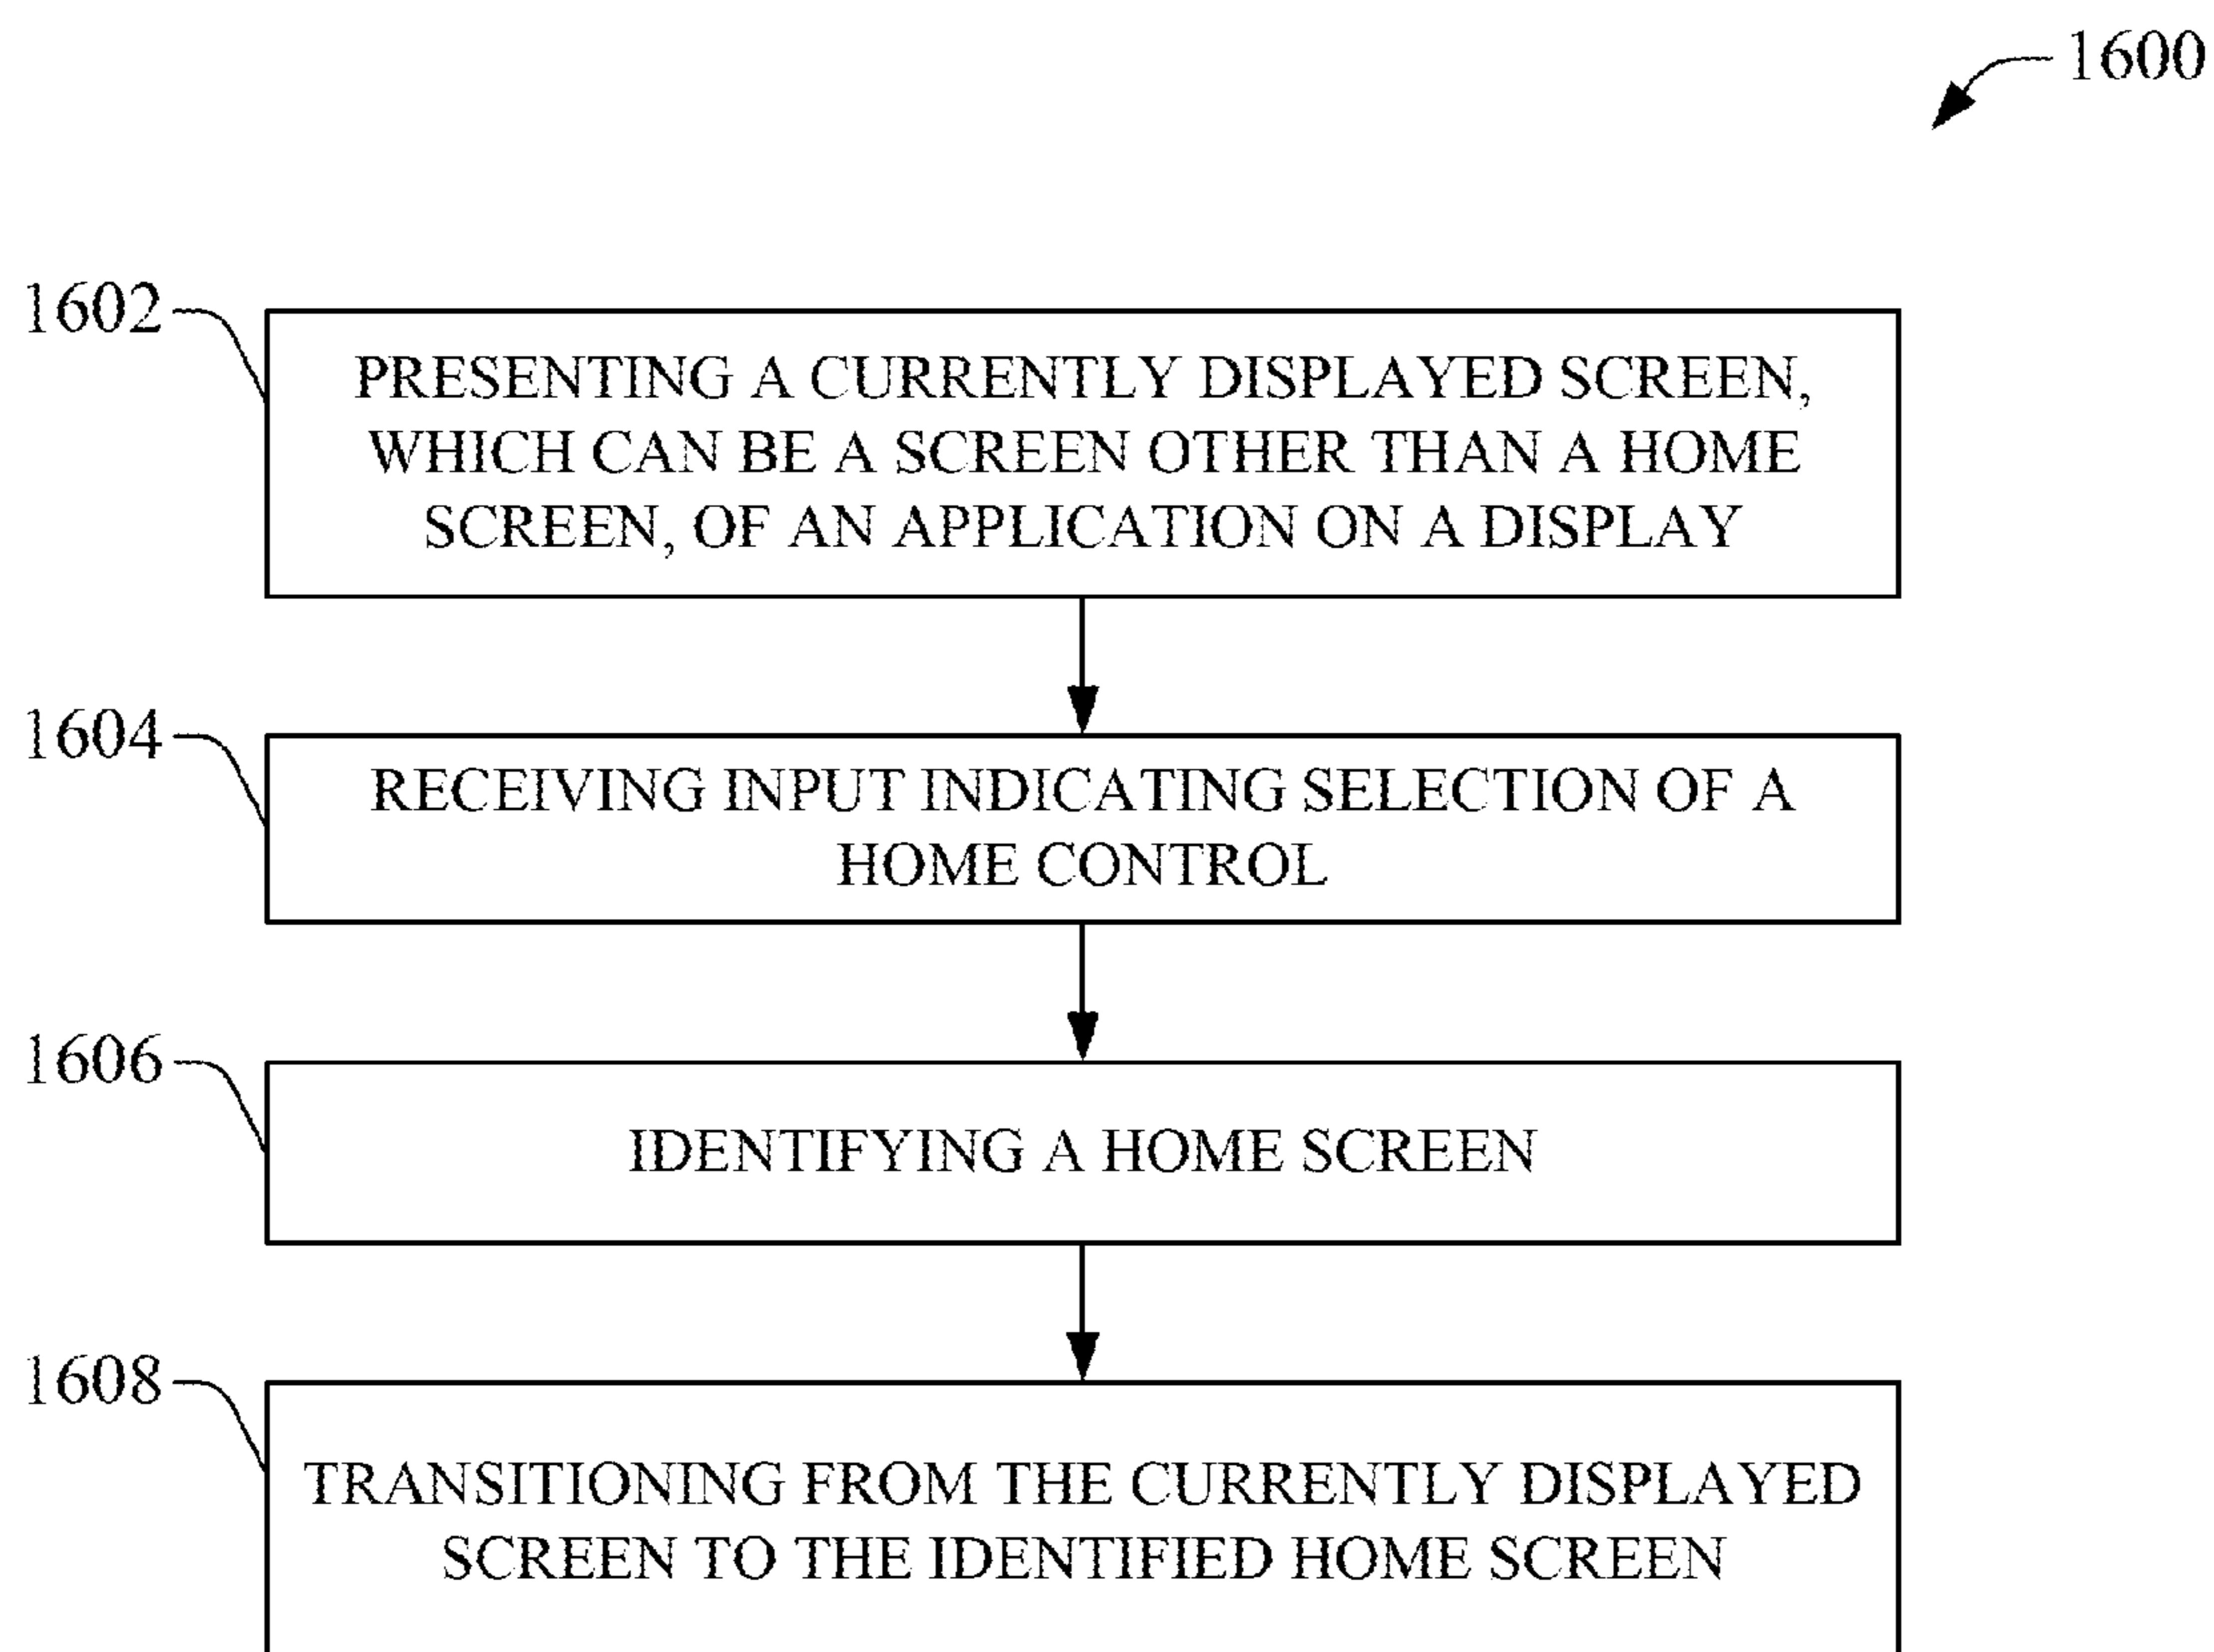 1600
1602
PRESENTING A CURRENTLY DISPLAYED SCREEN,
WHICH CAN BE A SCREEN OTHER THAN A HOME
SCREEN, OF AN APPLICATION ON A DISPLAY
1604
RECEIVING INPUT INDICATING SELECTION OF A
HOME CONTROL
1606
IDENTIFYING A HOME SCREEN
1608
TRANSITIONING FROM THE CURRENTLY DISPLAYED
SCREEN TO THE IDENTIFIED HOME SCREEN